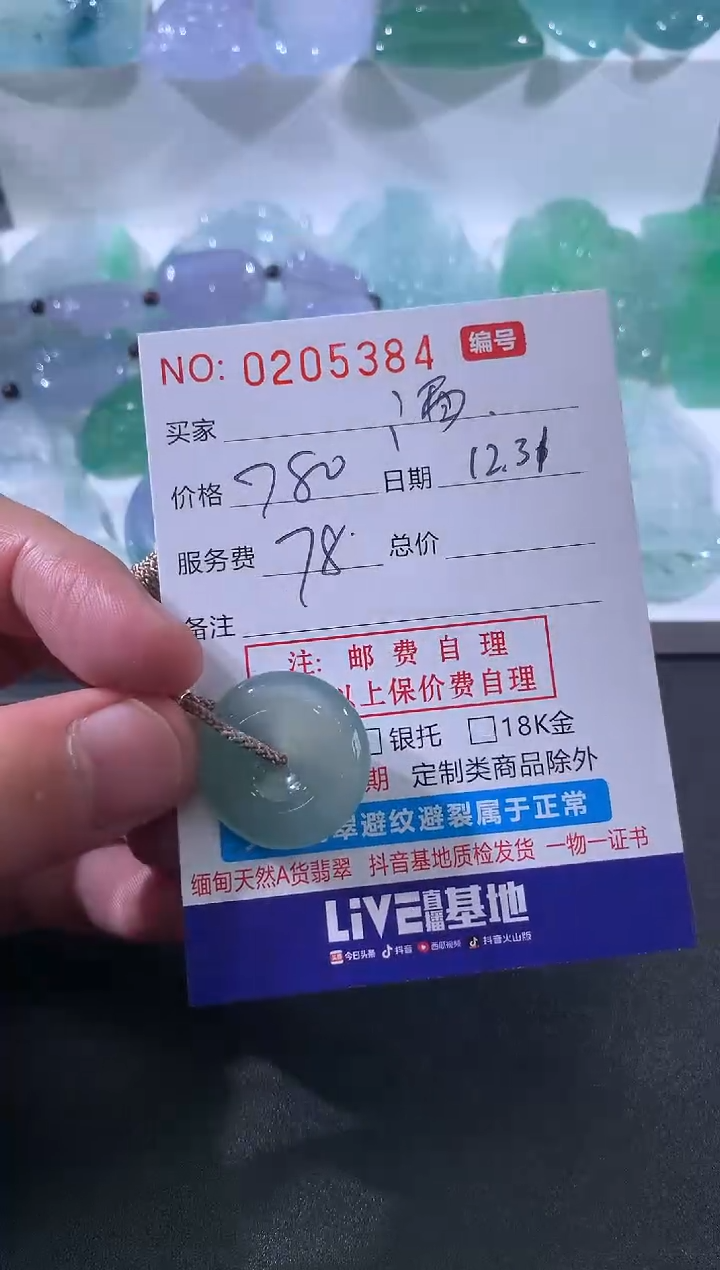 NO: 0205384 编号
买家
价格 780 日期 12.31
服务费 78 总价
备注
注: 邮费自理
以上保价费自理
银托 18K金
期 定制类商品除外
翠避纹避裂属于正常
缅甸天然A货翡翠 抖音基地质检发货 一物一证书
LIVE直播基地
今日头条 抖音 西瓜视频 抖音火山版